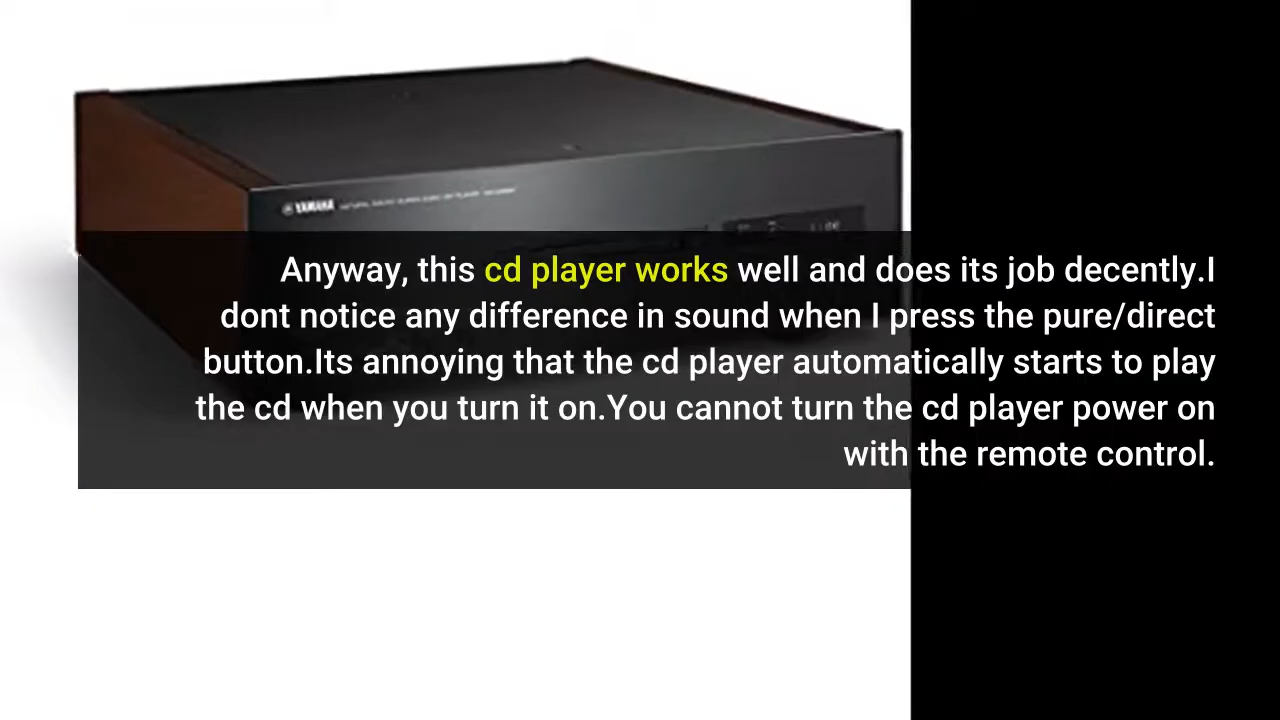 YAMAHA
Anyway, this cd player works well and does its job decently.I
dont notice any difference in sound when I press the pure/direct
button.Its annoying that the cd player automatically starts to play
the cd when you turn it on.You cannot turn the cd player power on
with the remote control.